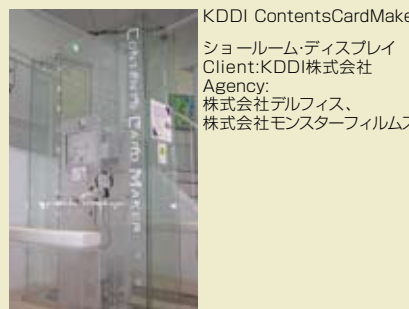 KDDI ContentsCardMake
ショールーム・ディスプレイ
Client:KDDI株式会社
Agency:
株式会社デルフィス、
株式会社モンスターフィルムス
CONTENTS CARD MAKER